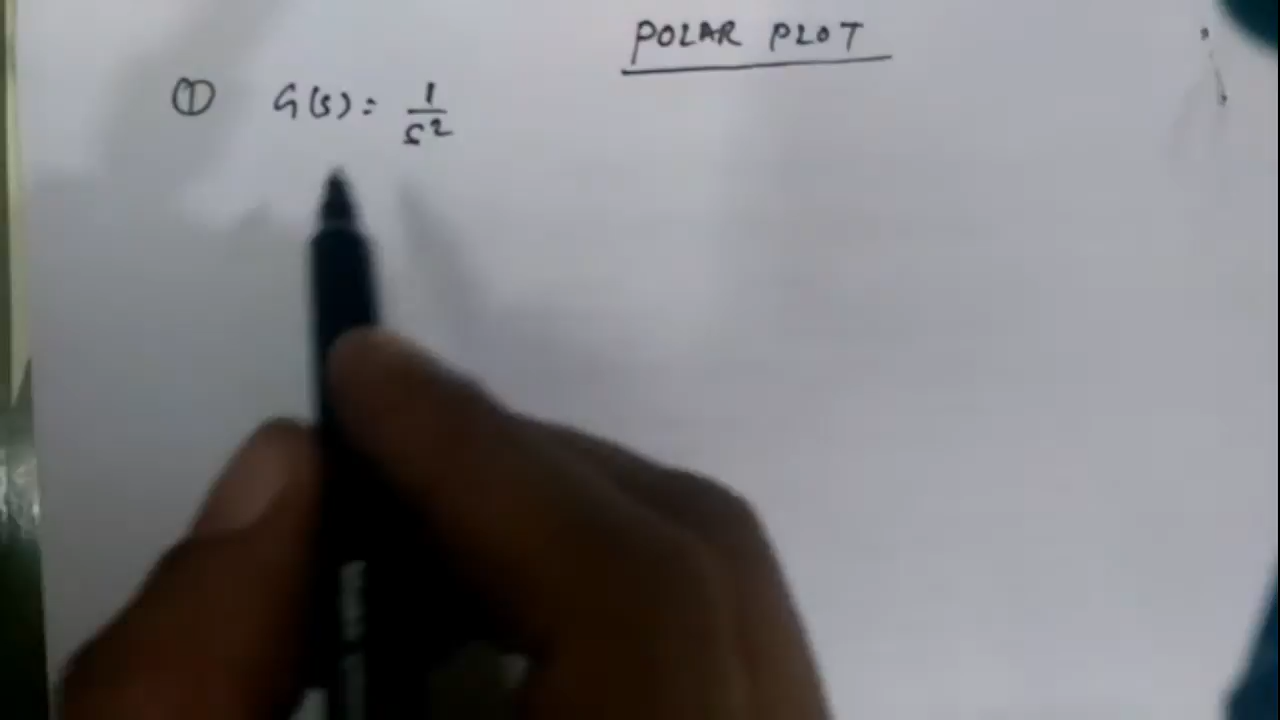 POLAR PLOT
① G(s) = 1/s²